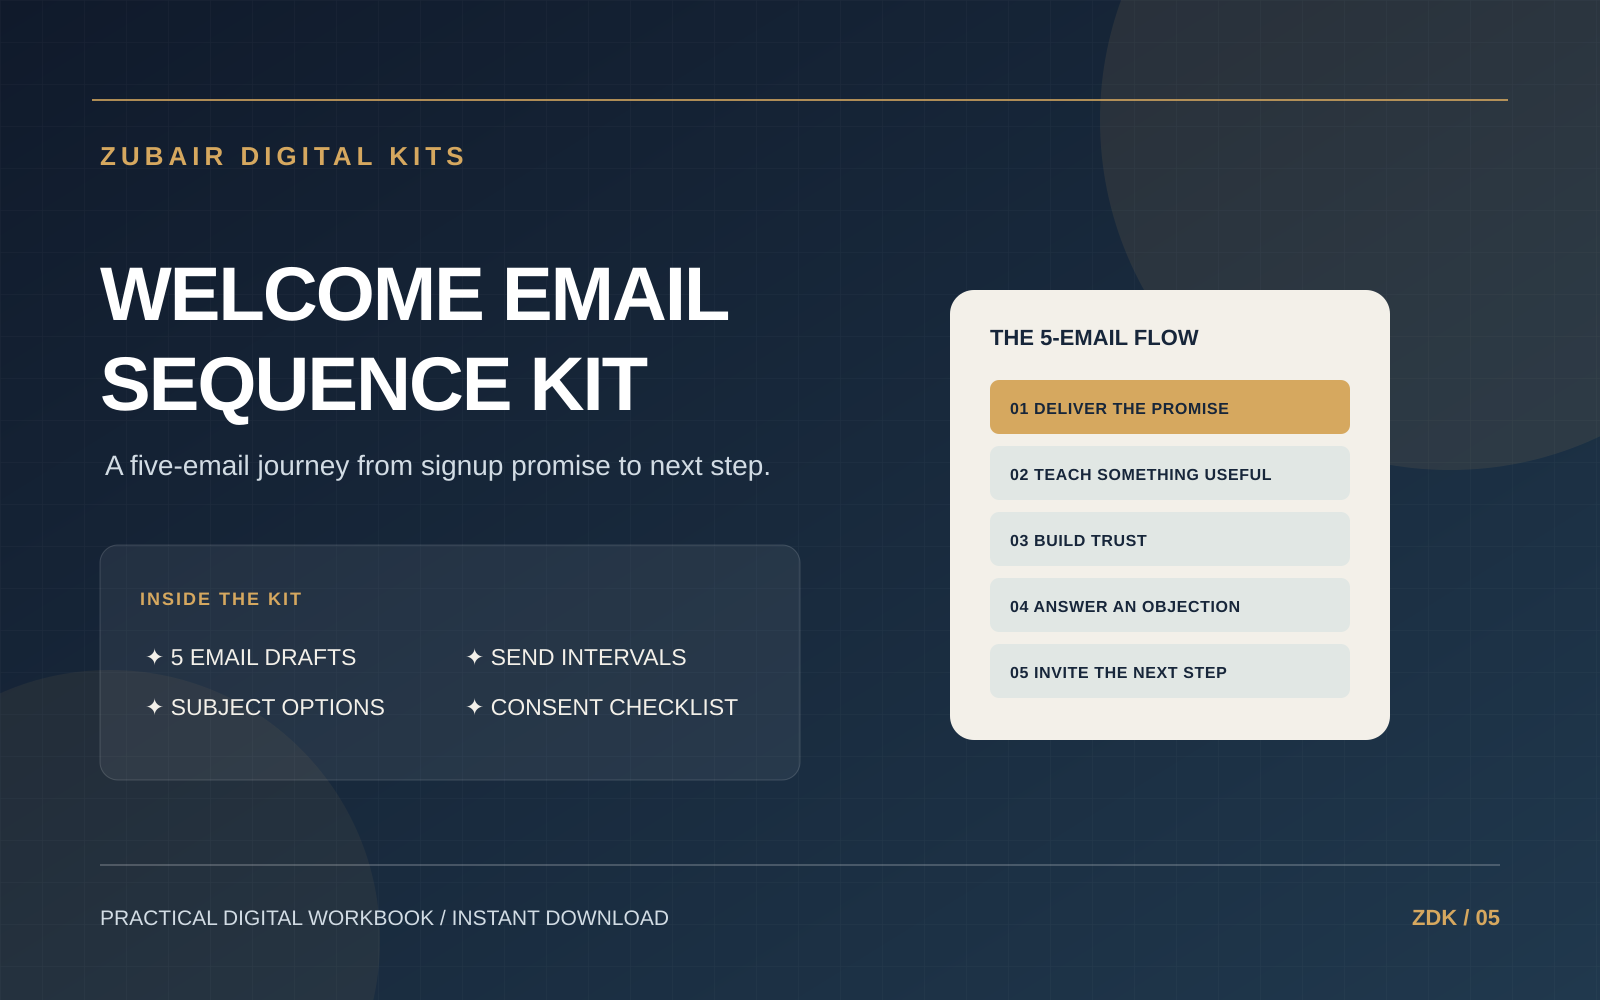 ZUBAIR DIGITAL KITS
WELCOME EMAIL
SEQUENCE KIT
A five-email journey from signup promise to next step.
INSIDE THE KIT
✦ 5 EMAIL DRAFTS
✦ SEND INTERVALS
✦ SUBJECT OPTIONS
✦ CONSENT CHECKLIST
THE 5-EMAIL FLOW
01 DELIVER THE PROMISE
02 TEACH SOMETHING USEFUL
03 BUILD TRUST
04 ANSWER AN OBJECTION
05 INVITE THE NEXT STEP
PRACTICAL DIGITAL WORKBOOK / INSTANT DOWNLOAD
ZDK / 05